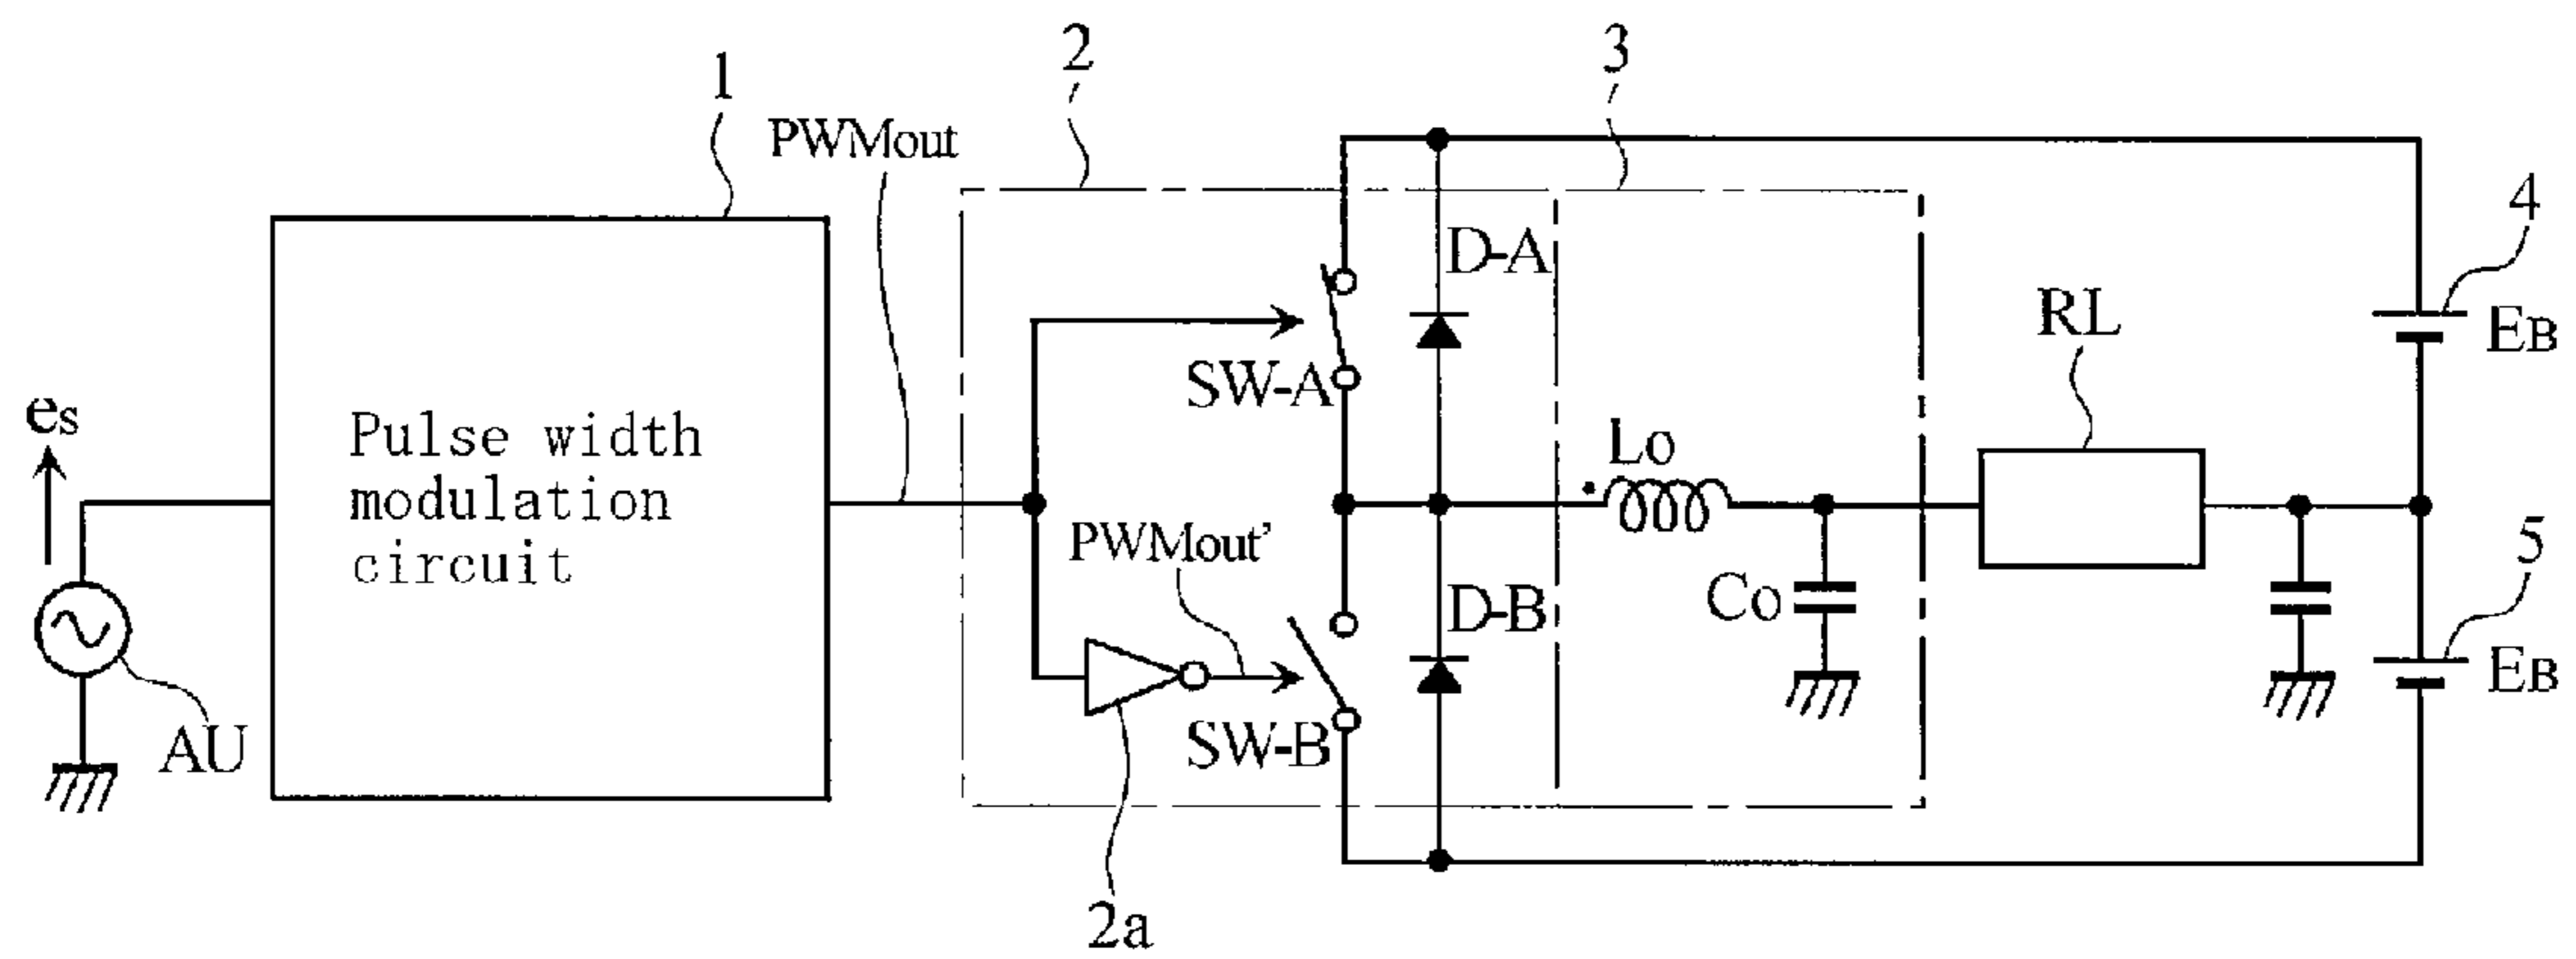 1
2
3
PWMout
4
D-A
RL
EB
SW-A
es
Pulse width
modulation
circuit
Lo
PWMout’
5
Co
D-B
EB
AU
SW-B
2a